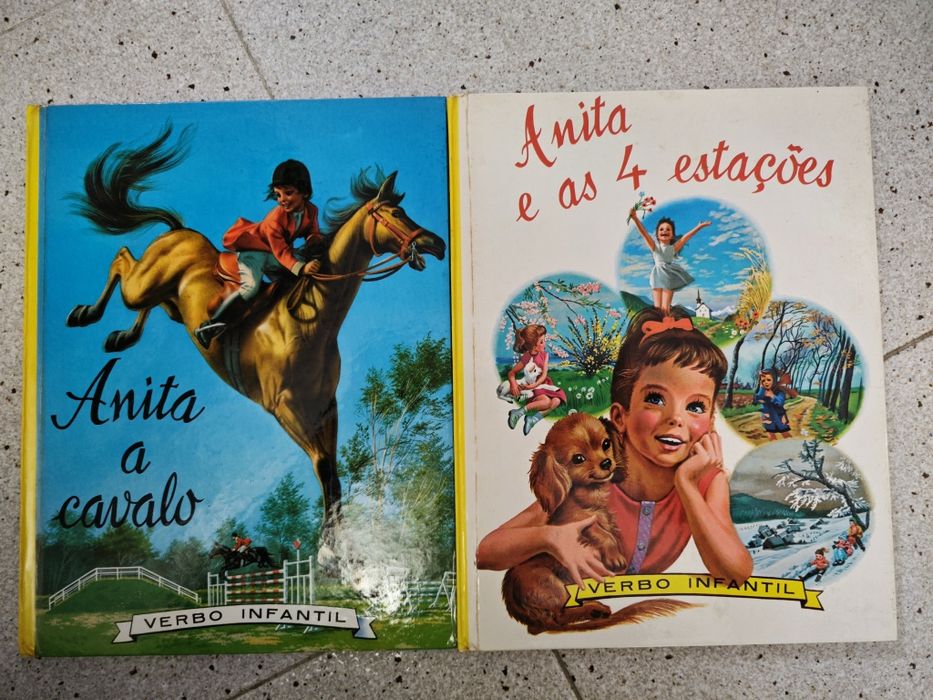 Anita
a
cavalo
VERBO INFANTIL
Anita
e as 4 estações
VERBO INFANTIL